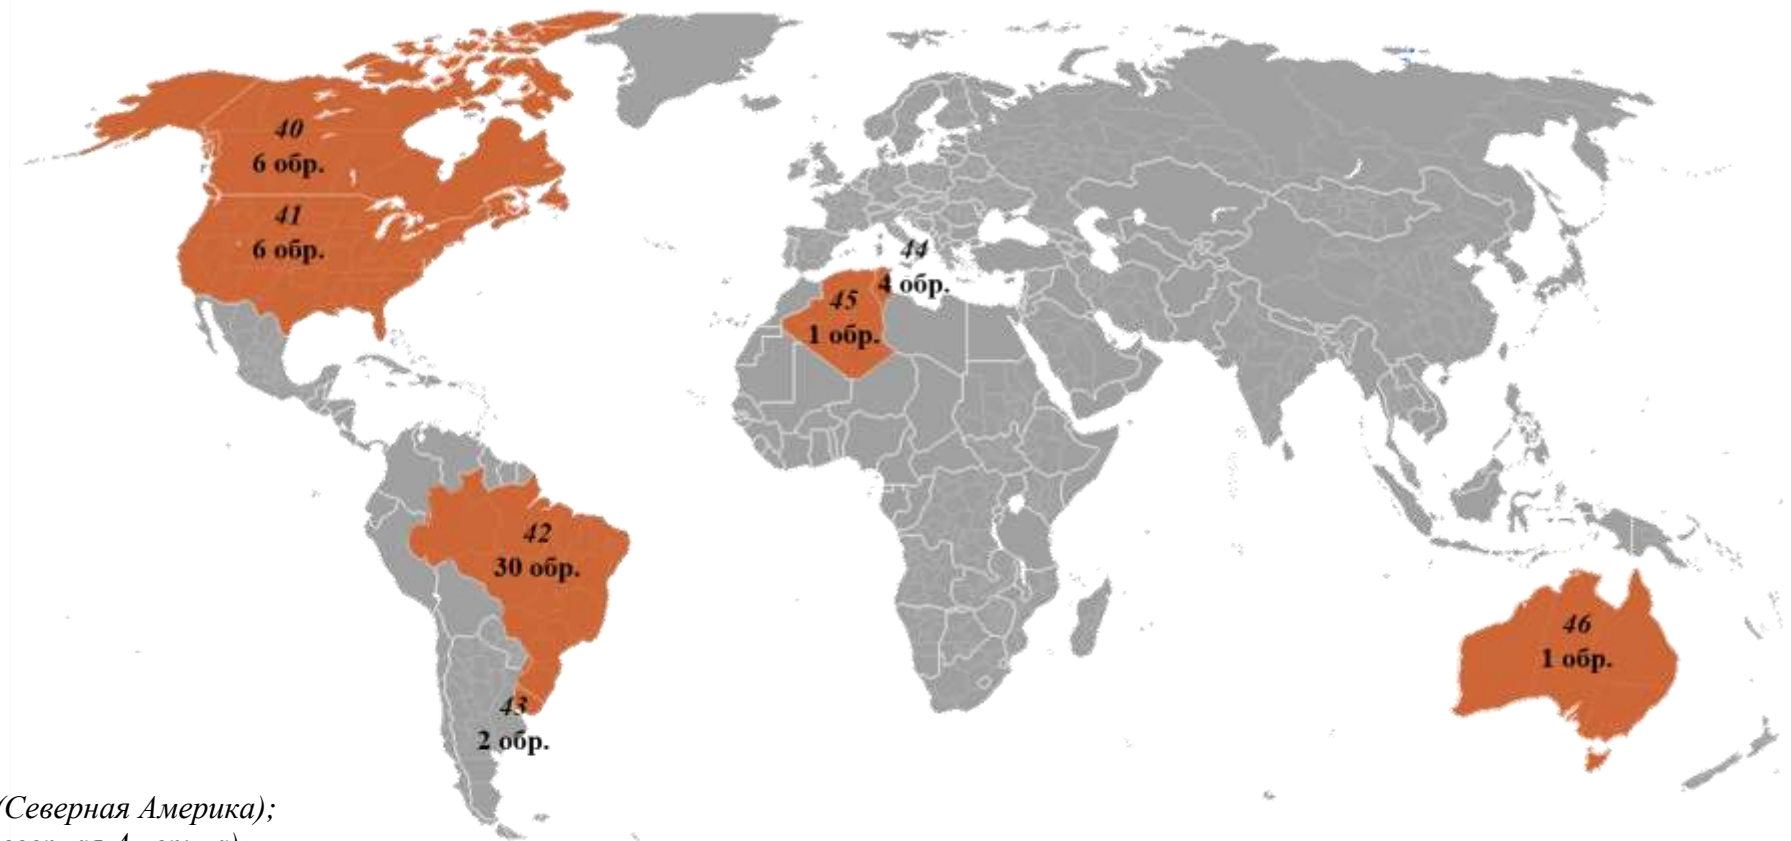 40
6 обр.
41
6 обр.
44
4 обр.
45
1 обр.
42
30 обр.
46
1 обр.
43
2 обр.
(Северная Америка);